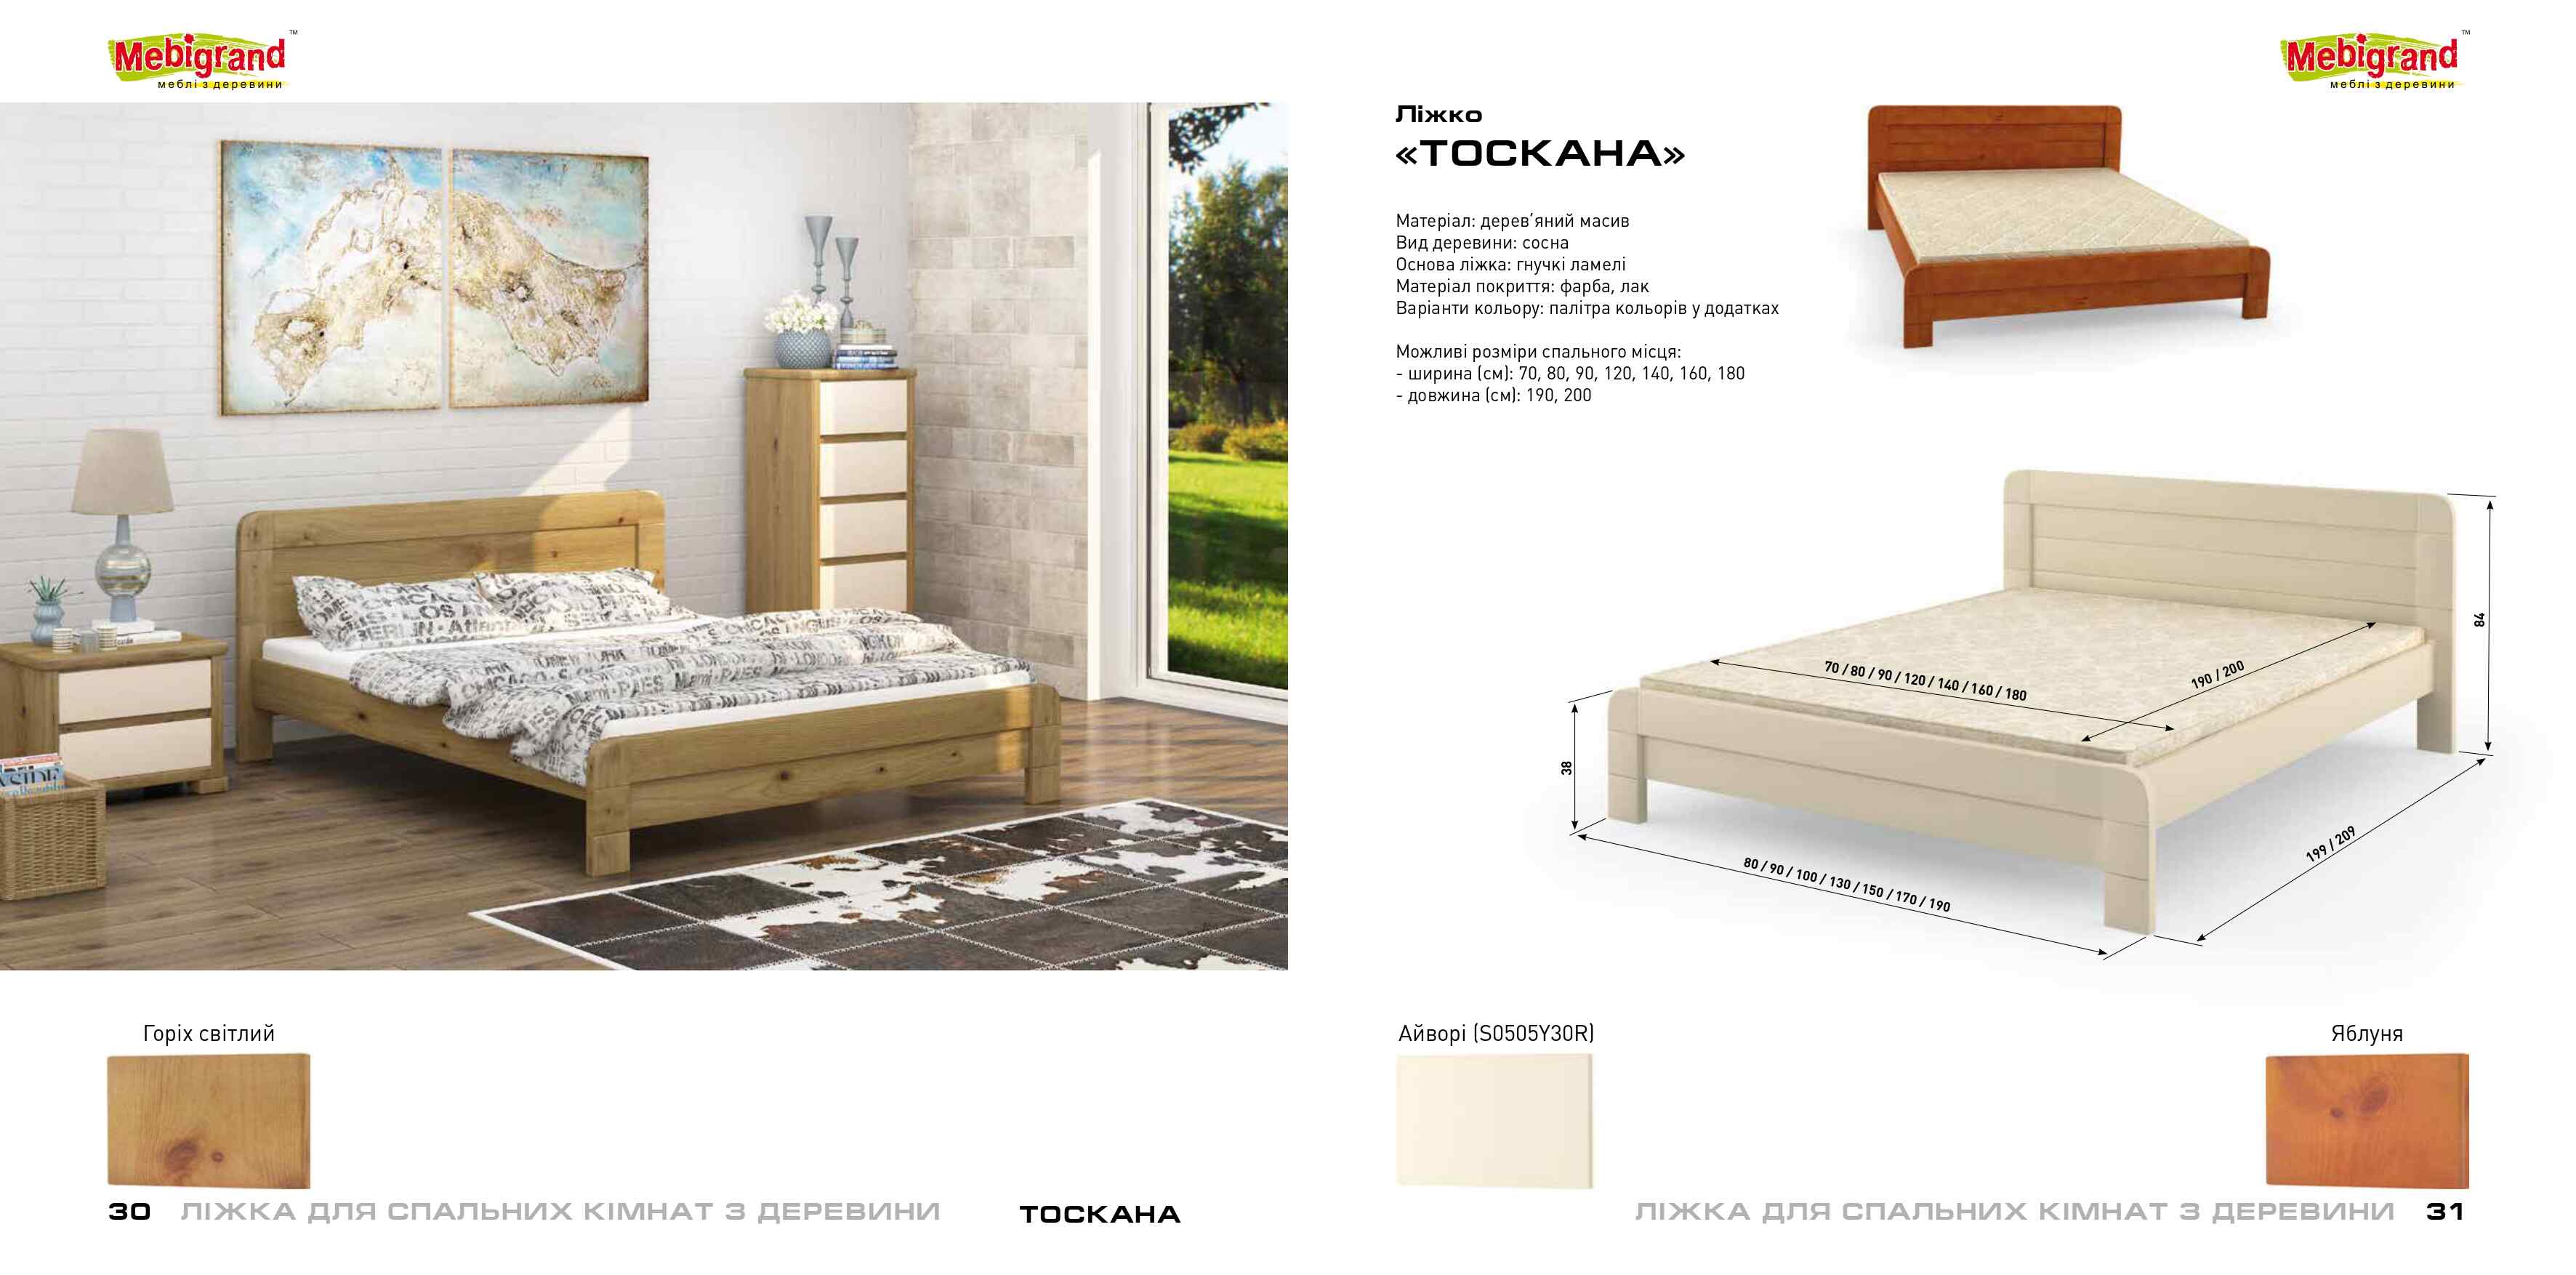 Mebigrand TM
меблі з деревини
Mebigrand TM
меблі з деревини
Ліжко
«ТОСКАНА»
Матеріал: дерев’яний масив
Вид деревини: сосна
Основа ліжка: гнучкі ламелі
Матеріал покриття: фарба, лак
Варіанти кольору: палітра кольорів у додатках
Можливі розміри спального місця:
- ширина (см): 70, 80, 90, 120, 140, 160, 180
- довжина (см): 190, 200
84
70 / 80 / 90 / 120 / 140 / 160 / 180
190 / 200
38
80 / 90 / 100 / 130 / 150 / 170 / 190
199 / 209
Горіх світлий
Айворі (S0505Y30R)
Яблуня
30 ЛІЖКА ДЛЯ СПАЛЬНИХ КІМНАТ З ДЕРЕВИНИ
ТОСКАНА
ЛІЖКА ДЛЯ СПАЛЬНИХ КІМНАТ З ДЕРЕВИНИ 31